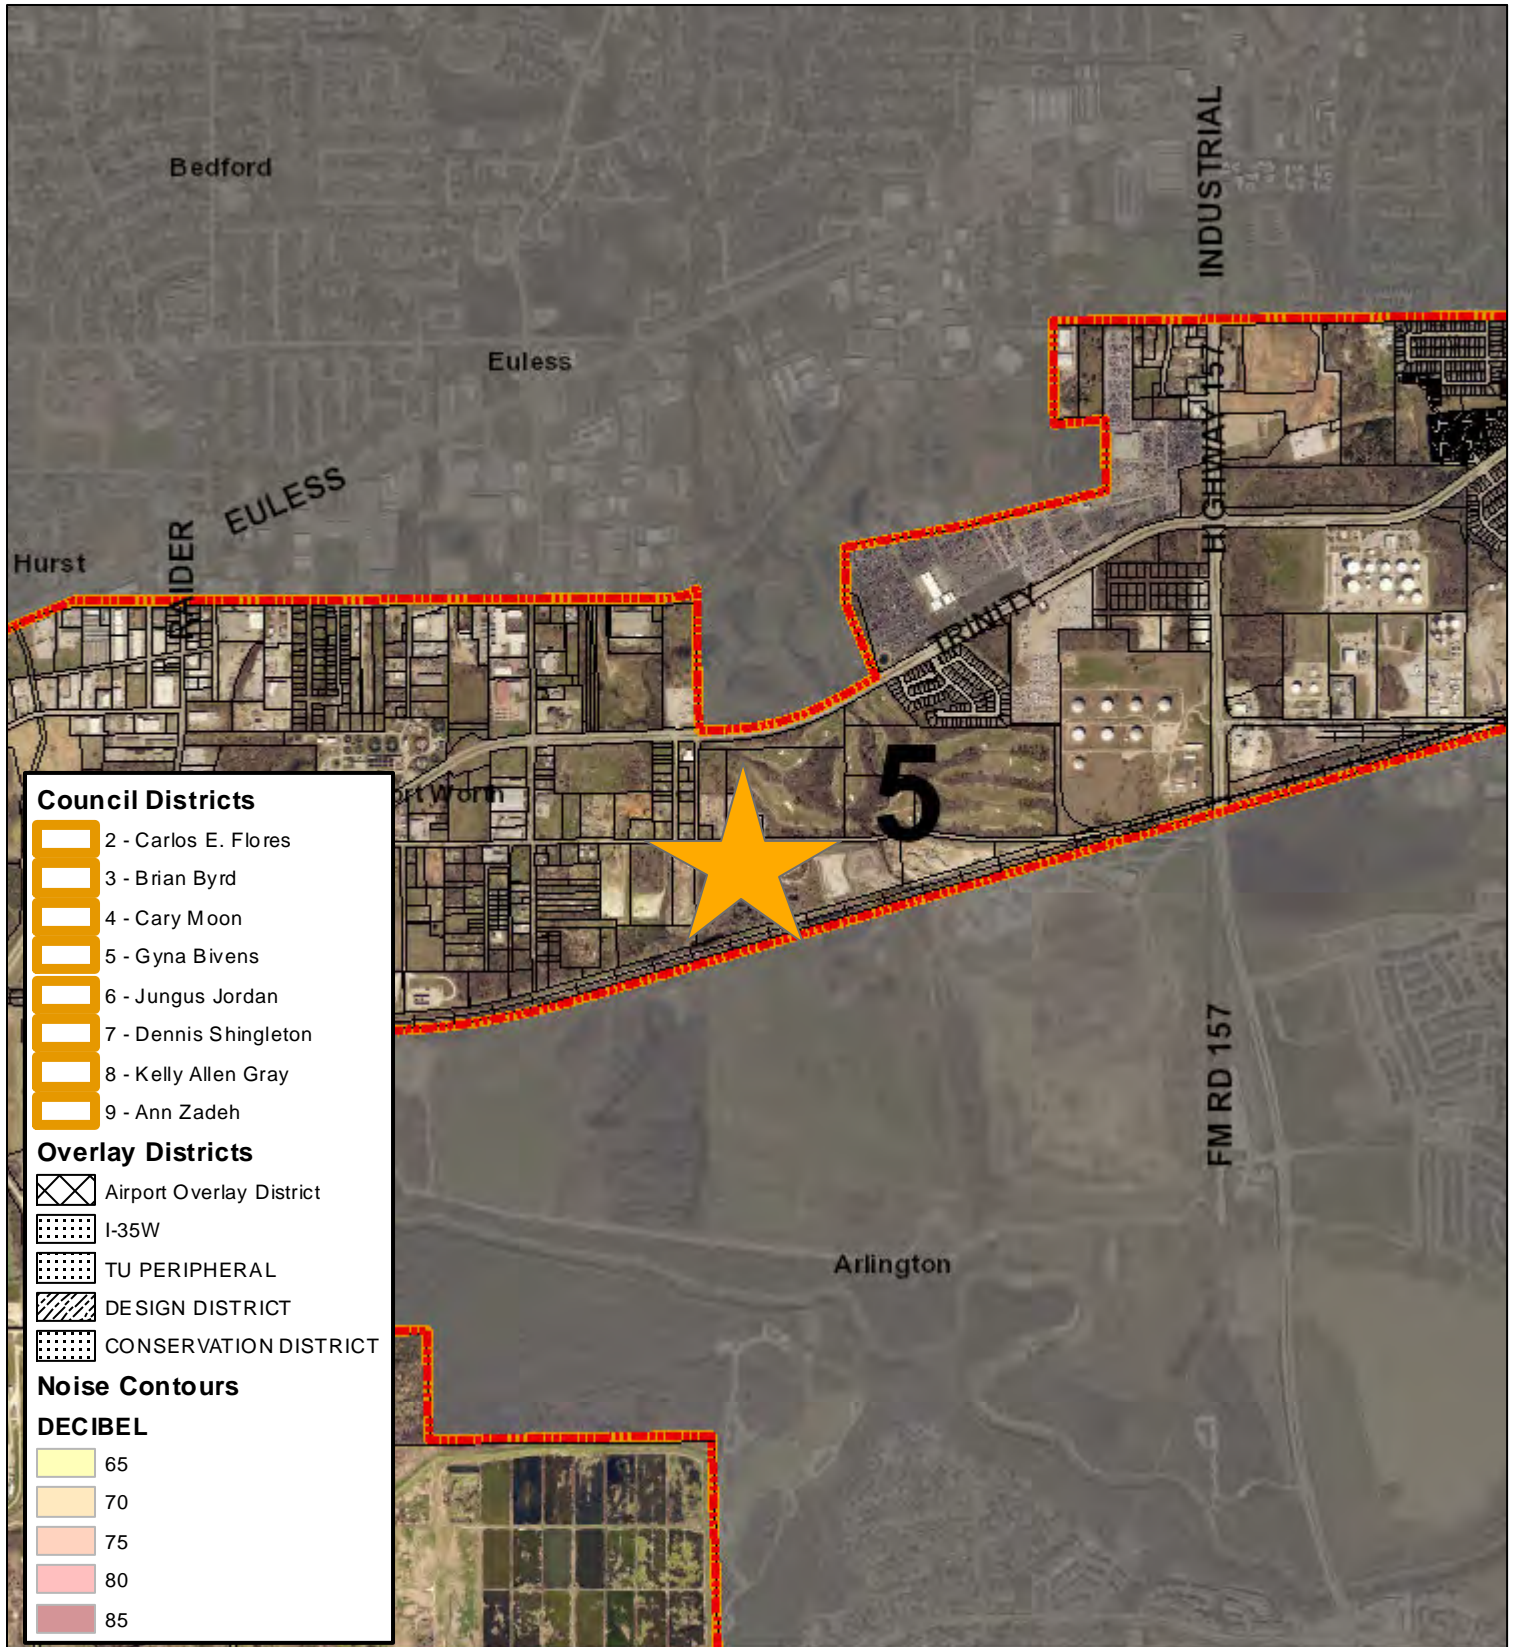 INDUSTRIAL
Bedford
HIGHWAY 157
Euless
EULESS
RAIDER
Hurst
TRINITY
5
ort Worth
Council Districts
2 - Carlos E. Flores
3 - Brian Byrd
4 - Cary Moon
5 - Gyna Bivens
6 - Jungus Jordan
7 - Dennis Shingleton
8 - Kelly Allen Gray
9 - Ann Zadeh
Overlay Districts
Airport Overlay District
I-35W
TU PERIPHERAL
DESIGN DISTRICT
CONSERVATION DISTRICT
Noise Contours
DECIBEL
65
70
75
80
85
FM RD 157
Arlington